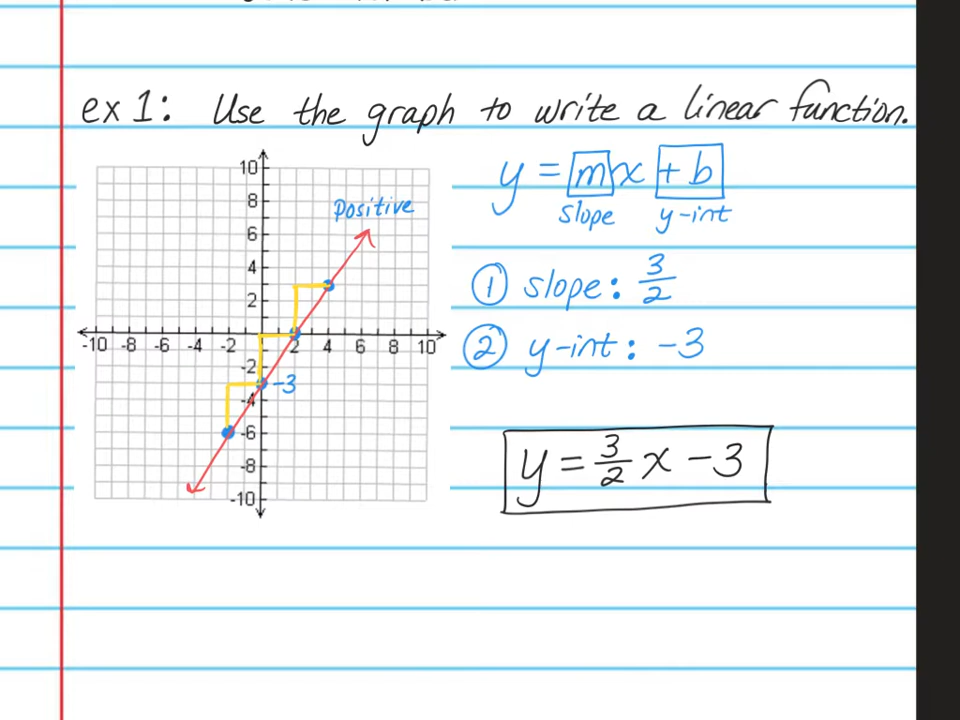 ex 1: Use the graph to write a linear function.
y = mx + b
slope y-int
Positive
① slope: 3/2
② y-int: -3
10
8
6
4
2
-10 -8 -6 -4 -2 2 4 6 8 10
-2
-3
-4
-6
-8
-10
y = 3/2 x - 3